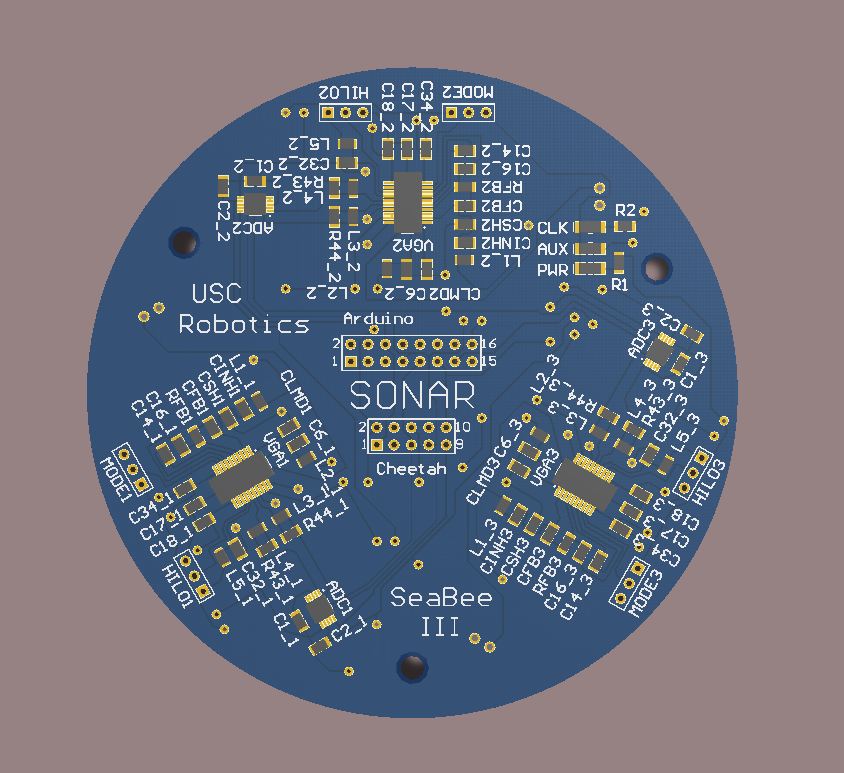 HILO2
C18_2
C17_2
C34_2
MODE2
L5_2
C32_2
R43_2
L4_2
C1_2
C2_2
ADC2
R44_2
L3_2
L2_2
C6_2
CLMD2
VGA2
C14_2
C16_2
RFB2
CFB2
CSH2
CINH2
L1_2
R2
CLK
AUX
PWR
R1
USC
Robotics
Arduino
2 16
1 15
SONAR
2 10
1 9
Cheetah
ADC3
C2_3
C1_3
L2_3
R44_3
L3_3
L4_3
R43_3
C32_3
L5_3
HILO3
CLMD3
C6_3
VGA3
C18_3
C17_3
C34_3
MODE3
L1_3
CINH3
CSH3
CFB3
RFB3
C16_3
C14_3
L1_1
CINH1
CSH1
CFB1
RFB1
C16_1
C14_1
CLMD1
C6_1
L2_1
VGA1
MODE1
C34_1
C17_1
C18_1
HILO1
L3_1
R44_1
L4_1
R43_1
C32_1
L5_1
ADC1
C1_1
C2_1
SeaBee
III